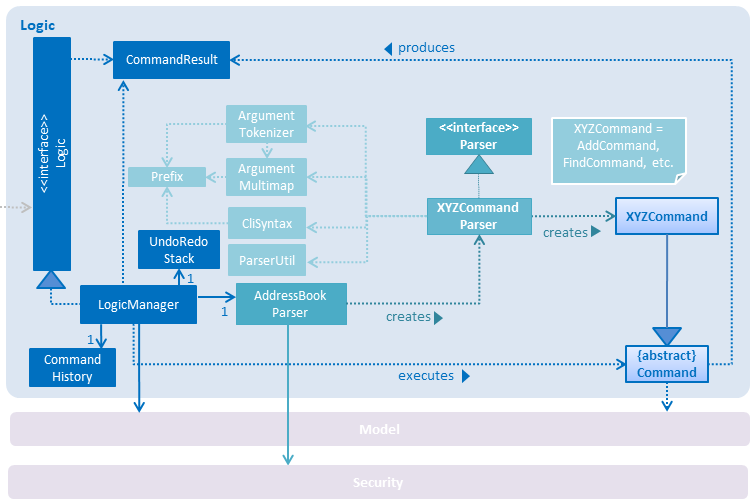 Logic
produces
CommandResult
<<interface>>
Logic
Argument
Tokenizer
<<interface>>
Parser
XYZCommand =
AddCommand,
FindCommand, etc.
Prefix
Argument
Multimap
XYZCommand
Parser
XYZCommand
creates
CliSyntax
UndoRedo
Stack
ParserUtil
1
LogicManager
1
AddressBook
Parser
creates
1
Command
History
executes
{abstract}
Command
Model
Security